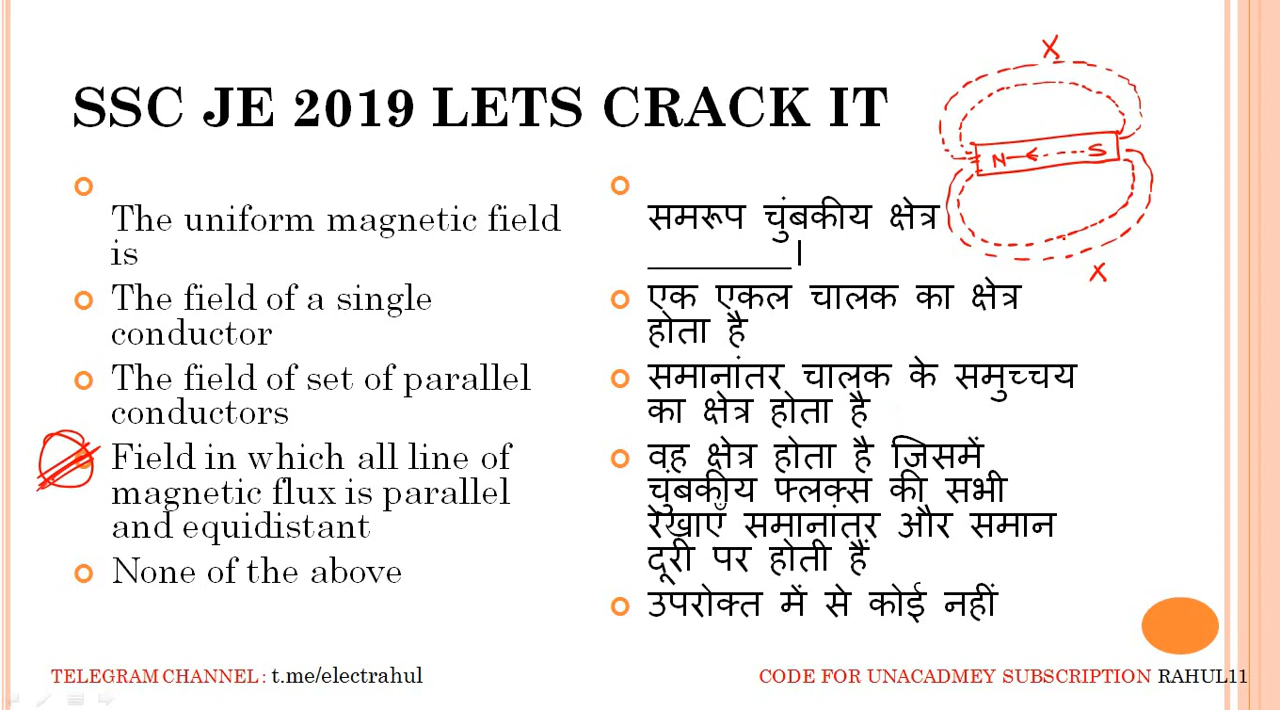 SSC JE 2019 LETS CRACK IT
The uniform magnetic field
is
The field of a single
conductor
The field of set of parallel
conductors
Field in which all line of
magnetic flux is parallel
and equidistant
None of the above
समरूप चुंबकीय क्षेत्र
_________।
एक एकल चालक का क्षेत्र
होता है
समानांतर चालक के समुच्चय
का क्षेत्र होता है
वह क्षेत्र होता है जिसमें
चुंबकीय फ्लक्स की सभी
रेखाएँ समानांतर और समान
दूरी पर होती हैं
उपरोक्त में से कोई नहीं
X
N S
X
TELEGRAM CHANNEL: t.me/electrahul
CODE FOR UNACADMEY SUBSCRIPTION RAHUL11